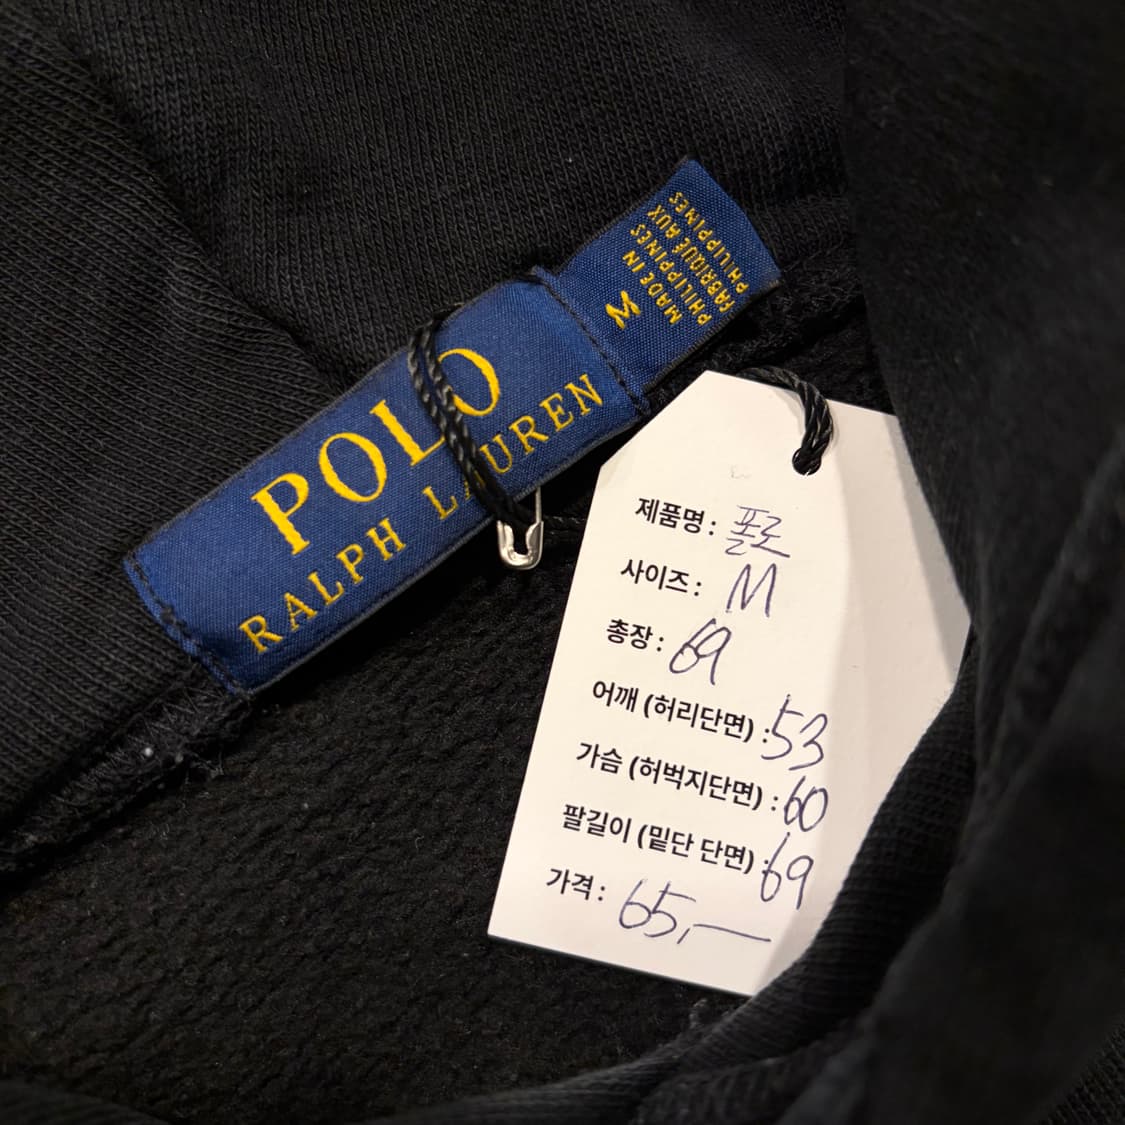 POLO
RALPH LAUREN
M
MADE IN
PHILIPPINES
FABRIQUE AUX
PHILIPPINES
제품명 : 폴로
사이즈 : M
총장 : 69
어깨 (허리단면) : 53
가슴 (허벅지단면) : 60
팔길이 (밑단 단면) : 69
가격 : 65,—